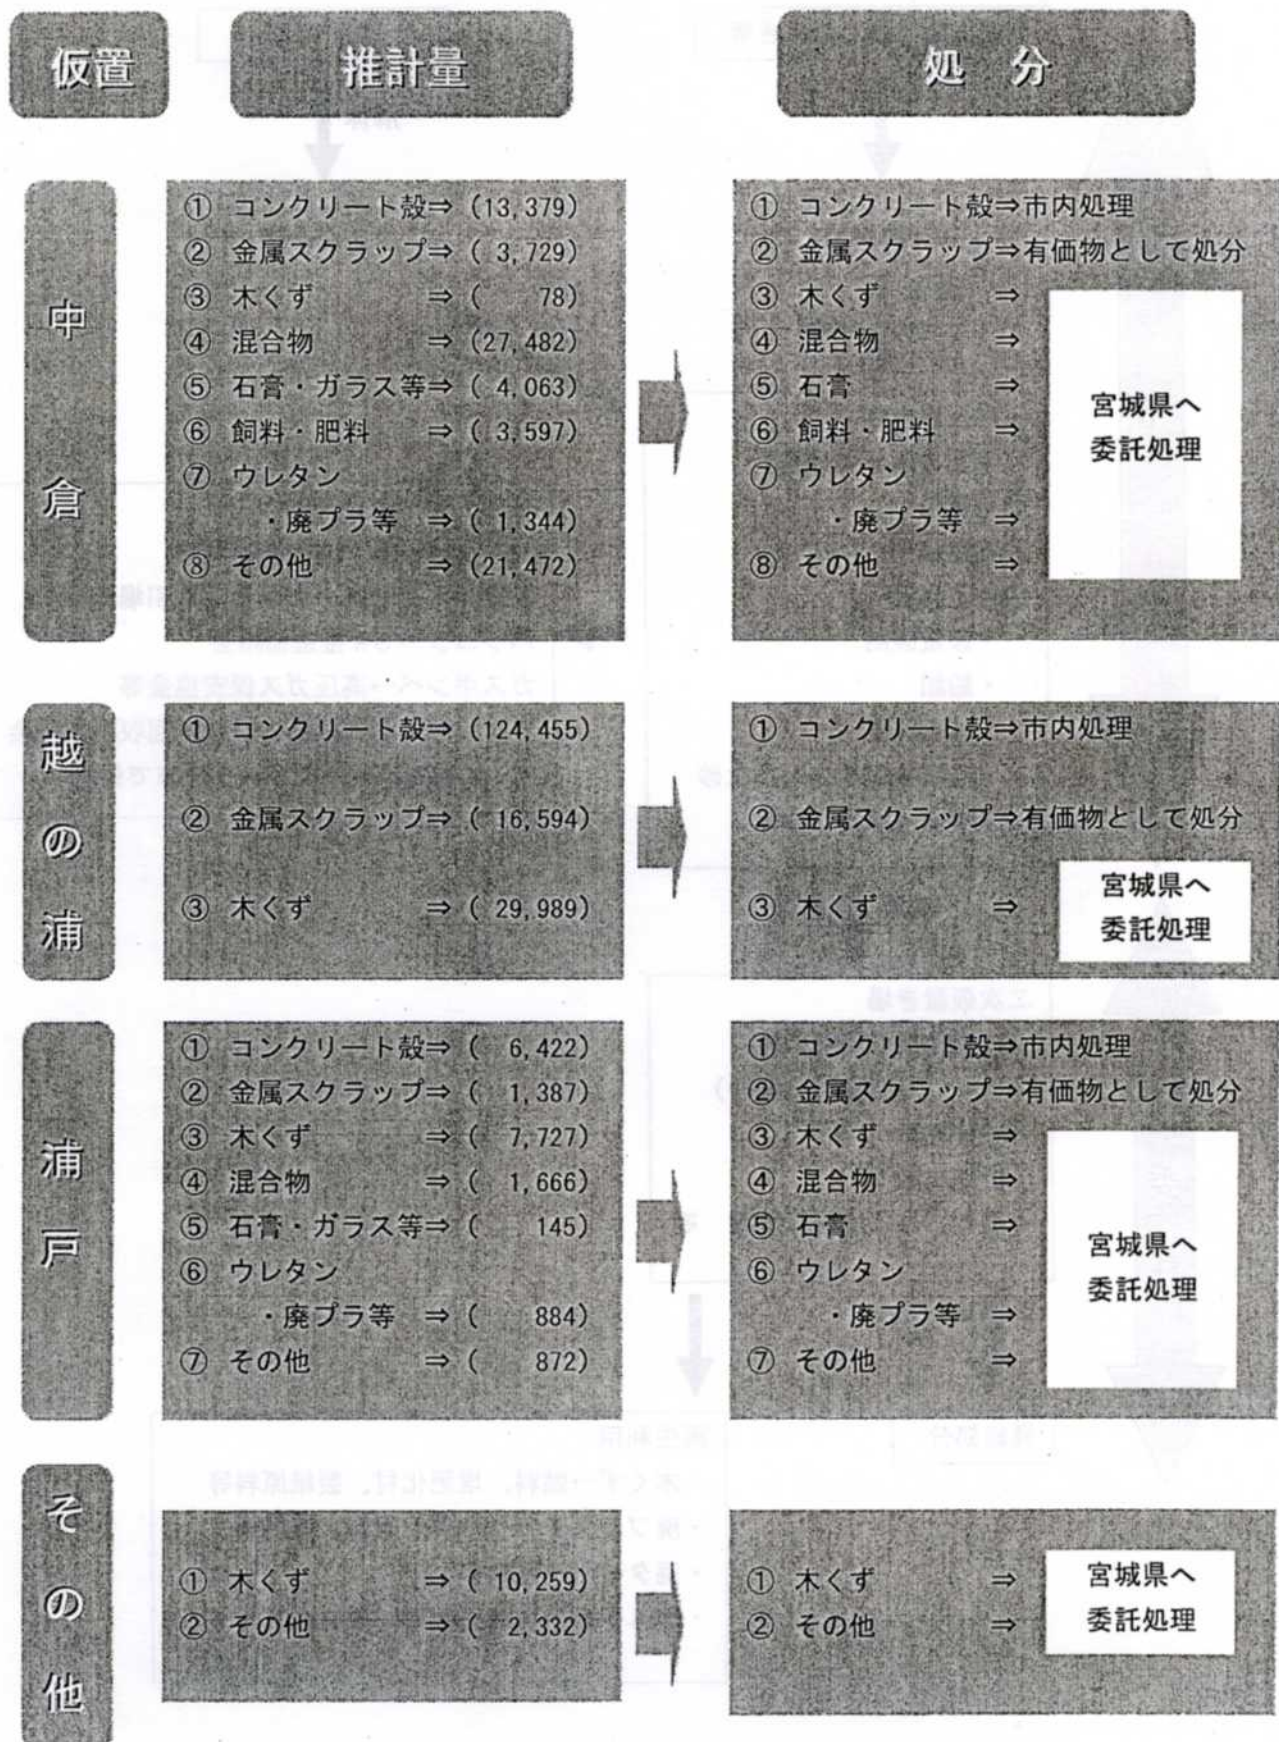 仮置 推計量 処 分
中倉
① コンクリート殻⇒ (13,379)
② 金属スクラップ⇒ ( 3,729)
③ 木くず ⇒ ( 78)
④ 混合物 ⇒ (27,482)
⑤ 石膏・ガラス等⇒ ( 4,063)
⑥ 飼料・肥料 ⇒ ( 3,597)
⑦ ウレタン
・廃プラ等 ⇒ ( 1,344)
⑧ その他 ⇒ (21,472)
① コンクリート殻⇒市内処理
② 金属スクラップ⇒有価物として処分
③ 木くず ⇒
④ 混合物 ⇒
⑤ 石膏 ⇒
⑥ 飼料・肥料 ⇒
⑦ ウレタン
・廃プラ等 ⇒
⑧ その他 ⇒
宮城県へ
委託処理
越の浦
① コンクリート殻⇒ (124,455)
② 金属スクラップ⇒ ( 16,594)
③ 木くず ⇒ ( 29,989)
① コンクリート殻⇒市内処理
② 金属スクラップ⇒有価物として処分
③ 木くず ⇒
宮城県へ
委託処理
浦戸
① コンクリート殻⇒ ( 6,422)
② 金属スクラップ⇒ ( 1,387)
③ 木くず ⇒ ( 7,727)
④ 混合物 ⇒ ( 1,666)
⑤ 石膏・ガラス等⇒ ( 145)
⑥ ウレタン
・廃プラ等 ⇒ ( 884)
⑦ その他 ⇒ ( 872)
① コンクリート殻⇒市内処理
② 金属スクラップ⇒有価物として処分
③ 木くず ⇒
④ 混合物 ⇒
⑤ 石膏 ⇒
⑥ ウレタン
・廃プラ等 ⇒
⑦ その他 ⇒
宮城県へ
委託処理
その他
① 木くず ⇒ ( 10,259)
② その他 ⇒ ( 2,332)
① 木くず ⇒
② その他 ⇒
宮城県へ
委託処理